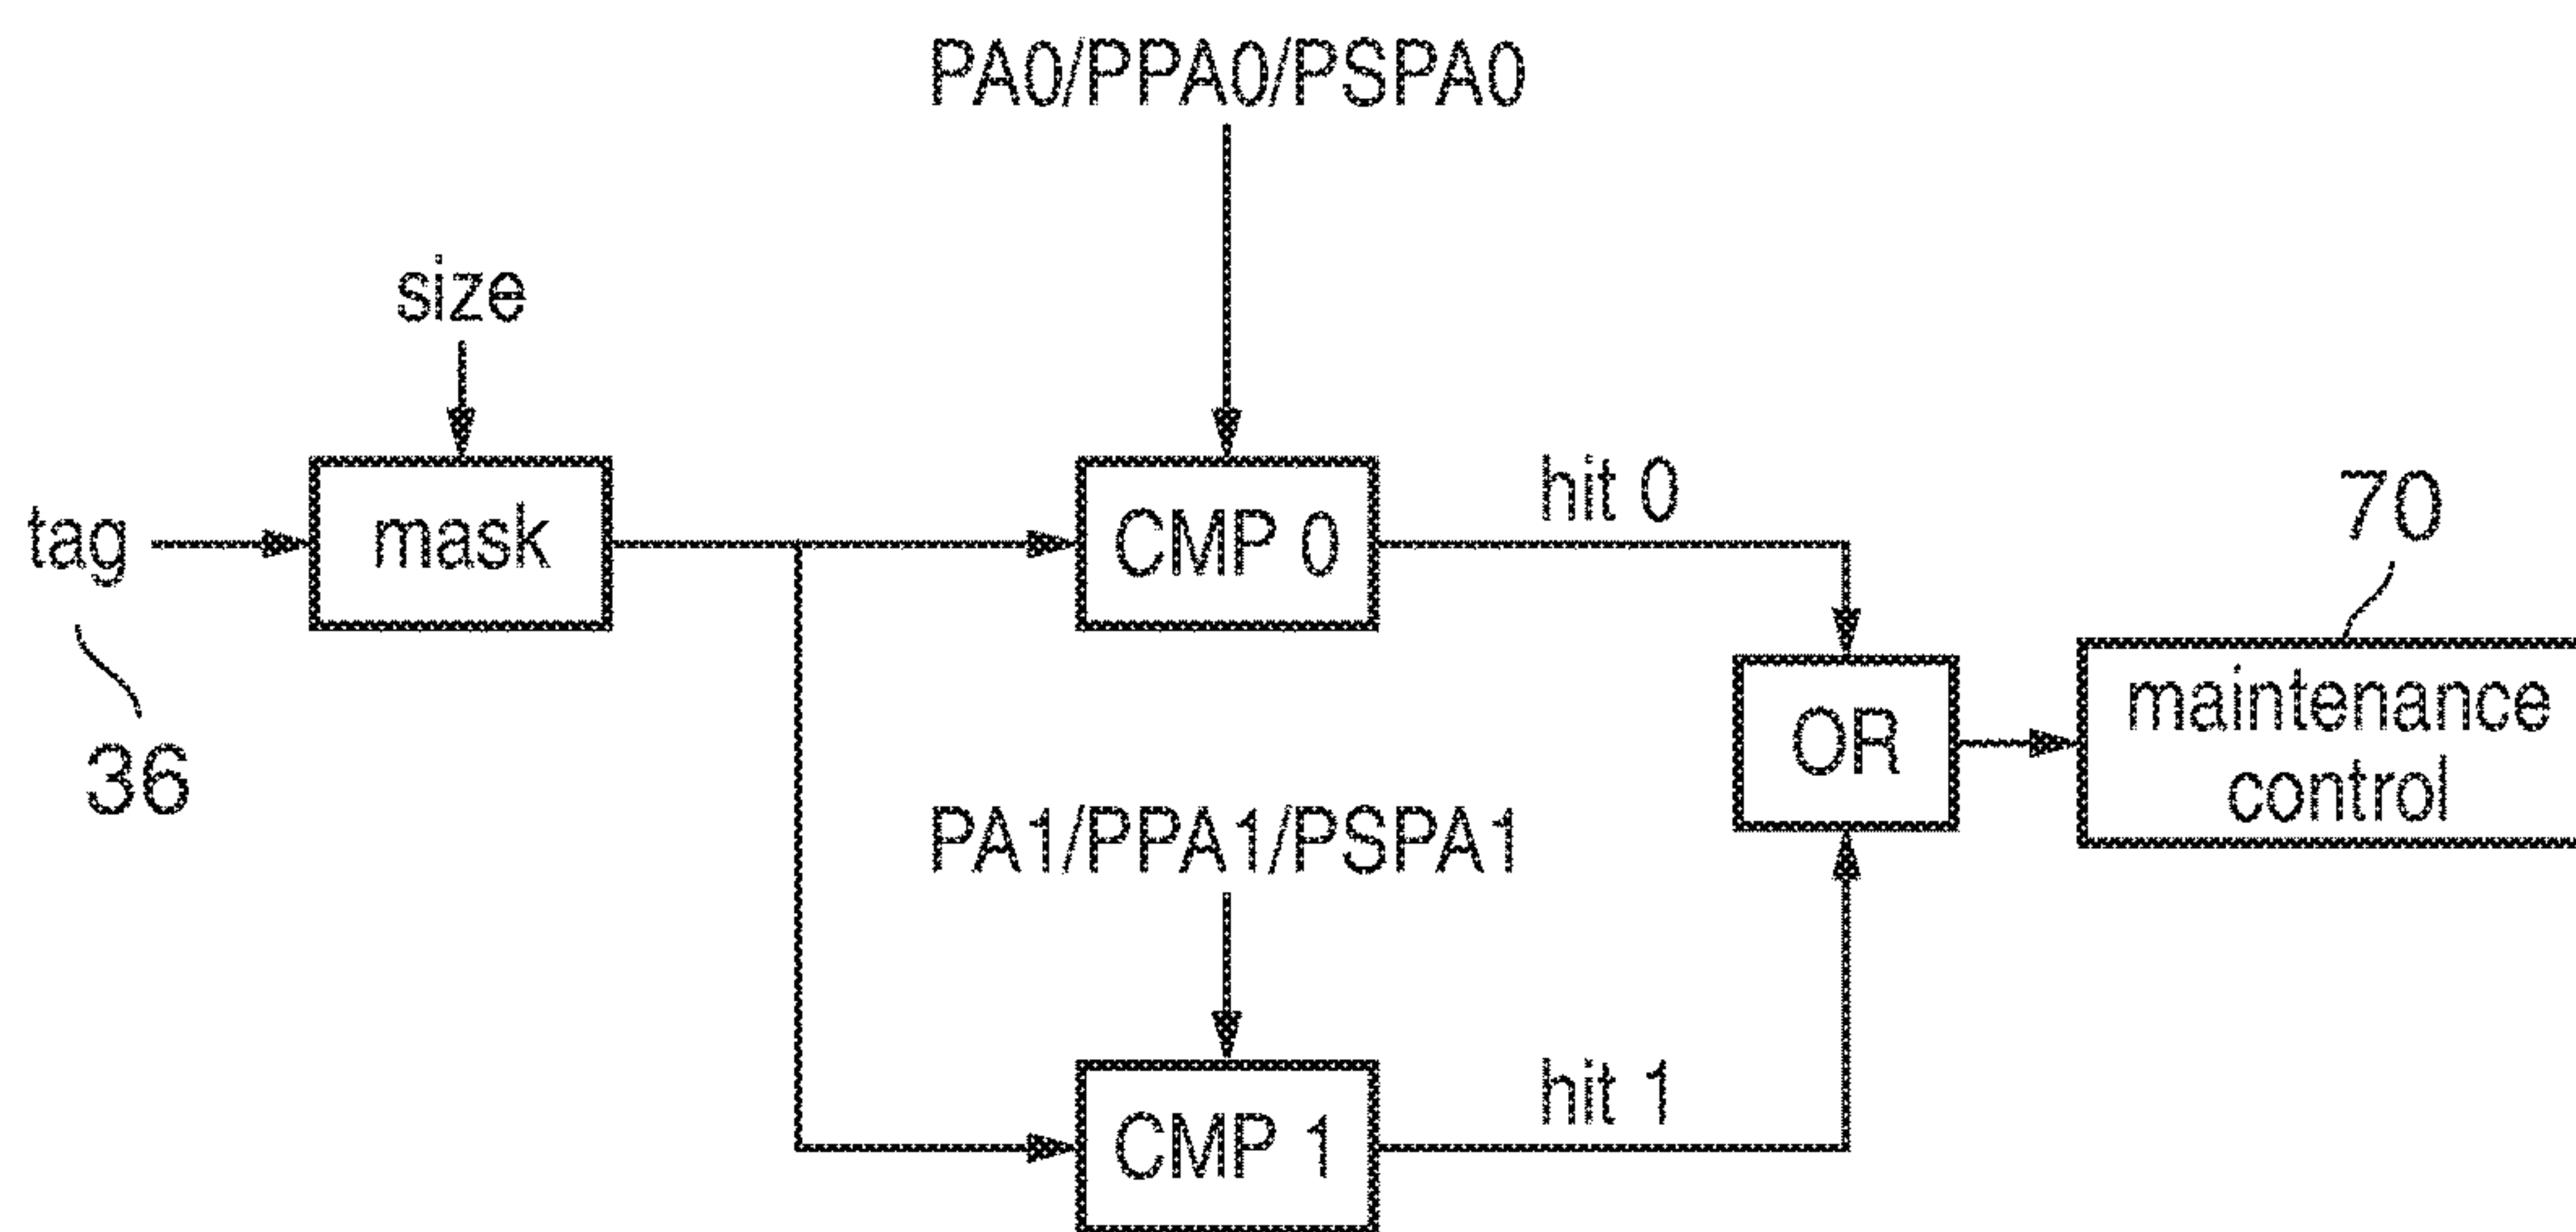 PA0/PPA0/PSPA0
size
tag
mask
CMP 0
hit 0
70
36
OR
maintenance
control
PA1/PPA1/PSPA1
CMP 1
hit 1